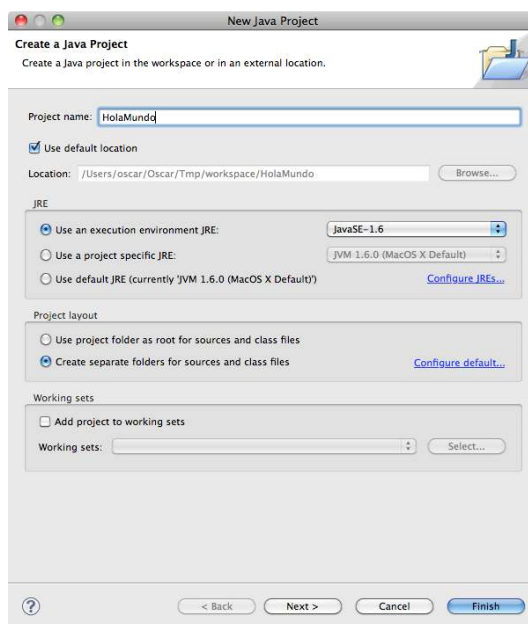 New Java Project
Create a Java Project
Create a Java project in the workspace or in an external location.
Project name: HolaMundo
Use default location
Location: /Users/oscar/Oscar/Tmp/workspace/HolaMundo Browse...
JRE
Use an execution environment JRE: JavaSE-1.6
Use a project specific JRE: JVM 1.6.0 (MacOS X Default)
Use default JRE (currently 'JVM 1.6.0 (MacOS X Default)') Configure JREs...
Project layout
Use project folder as root for sources and class files
Create separate folders for sources and class files Configure default...
Working sets
Add project to working sets
Working sets: Select...
? < Back Next > Cancel Finish